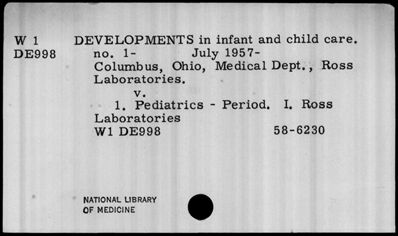 W 1 DEVELOPMENTS in infant and child care.
DE998 no. 1- July 1957-
Columbus, Ohio, Medical Dept., Ross
Laboratories.
v.
1. Pediatrics - Period. I. Ross
Laboratories
W1 DE998 58-6230
NATIONAL LIBRARY
OF MEDICINE